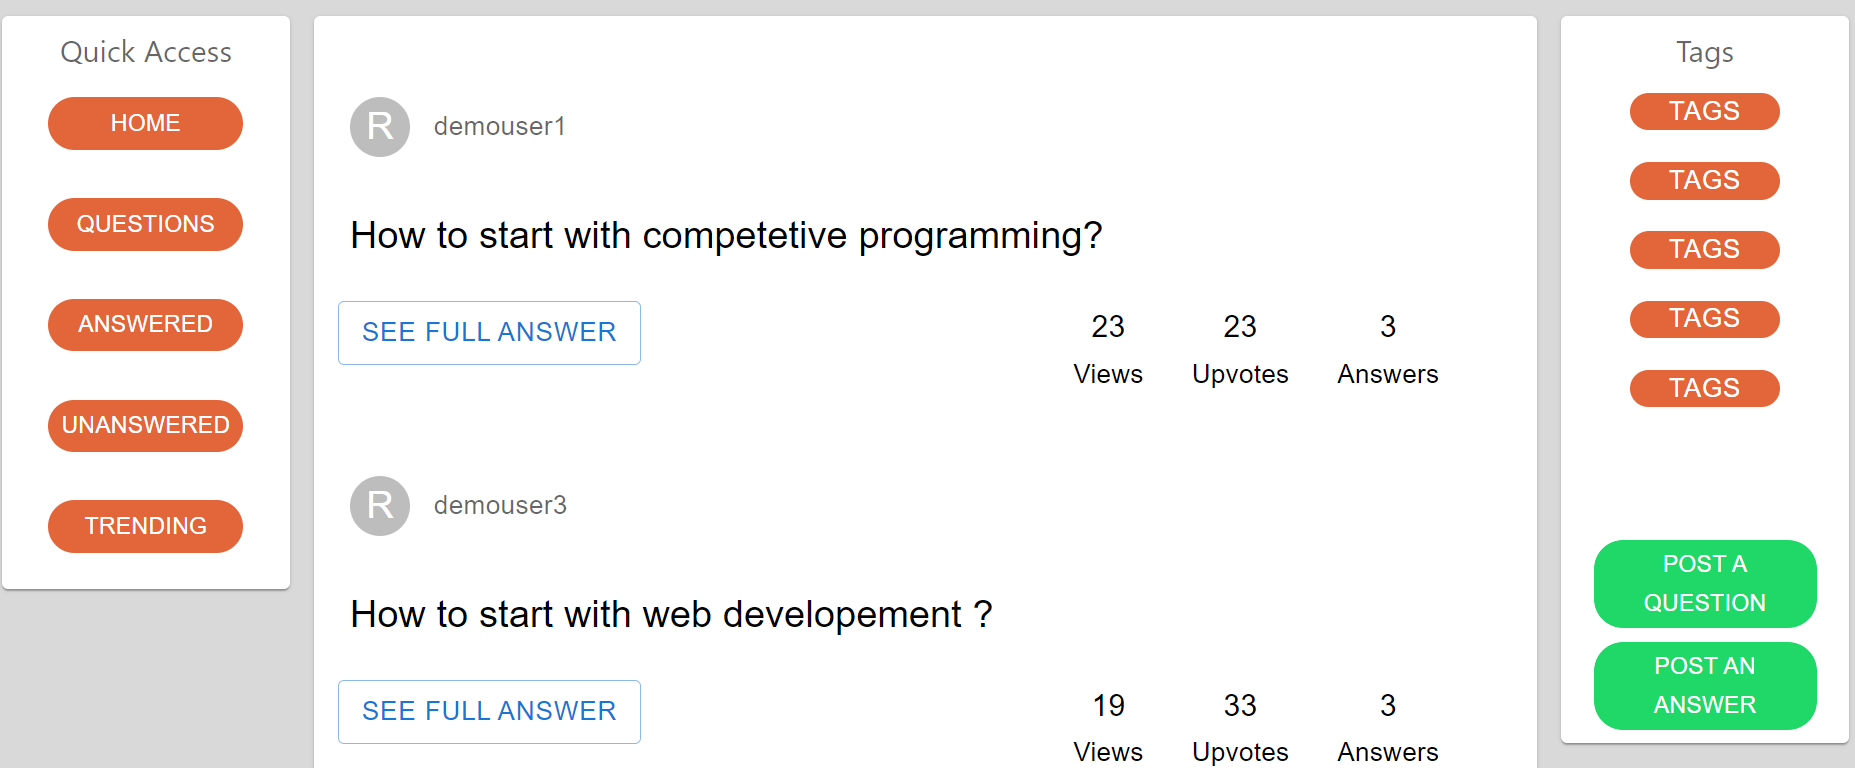 Quick Access
HOME
QUESTIONS
ANSWERED
UNANSWERED
TRENDING
R
demouser1
How to start with competetive programming?
SEE FULL ANSWER
23 23 3
Views Upvotes Answers
R
demouser3
How to start with web developement ?
SEE FULL ANSWER
19 33 3
Views Upvotes Answers
Tags
TAGS
TAGS
TAGS
TAGS
TAGS
POST A
QUESTION
POST AN
ANSWER